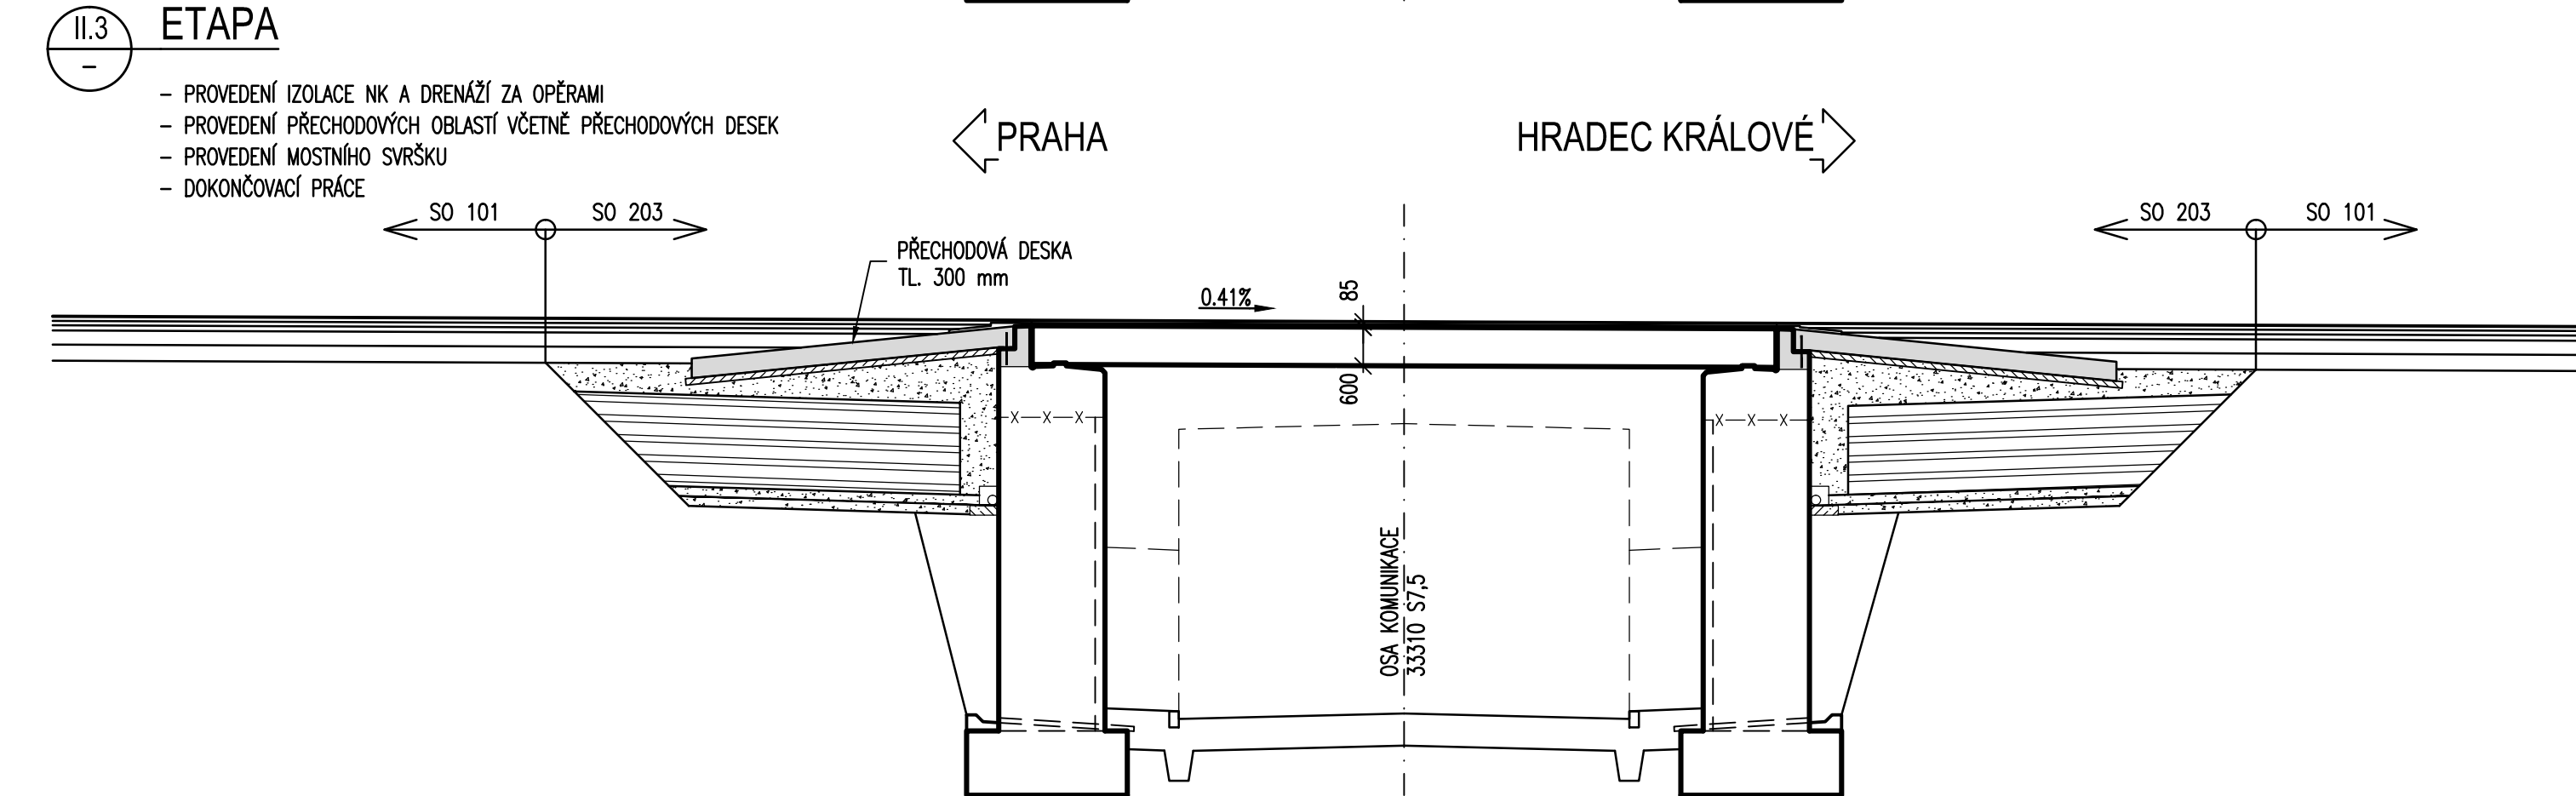 II.3
–
ETAPA
– PROVEDENÍ IZOLACE NK A DRENÁŽÍ ZA OPĚRAMI
– PROVEDENÍ PŘECHODOVÝCH OBLASTÍ VČETNĚ PŘECHODOVÝCH DESEK
– PROVEDENÍ MOSTNÍHO SVRŠKU
– DOKONČOVACÍ PRÁCE
PRAHA
HRADEC KRÁLOVÉ
SO 101
SO 203
SO 203
SO 101
PŘECHODOVÁ DESKA
TL. 300 mm
0.41%
85
600
X X X
X X X
OSA KOMUNIKACE
33310 S7,5